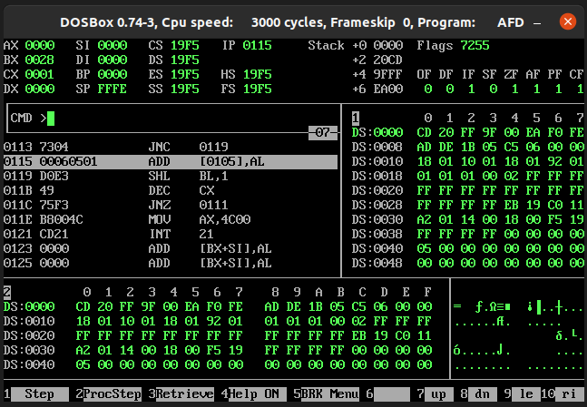 DOSBox 0.74-3, Cpu speed: 3000 cycles, Frameskip 0, Program: AFD
AX 0000 SI 0000 CS 19F5 IP 0115 Stack +0 0000 Flags 7255
BX 0028 DI 0000 DS 19F5 +2 20CD
CX 0001 BP 0000 ES 19F5 HS 19F5 +4 9FFF OF DF IF SF ZF AF PF CF
DX 0000 SP FFFE SS 19F5 FS 19F5 +6 EA00 0 0 1 0 1 1 1 1
CMD > 1 0 1 2 3 4 5 6 7
-07- DS:0000 CD 20 FF 9F 00 EA F0 FE
0113 7304 JNC 0119 DS:0008 AD DE 1B 05 C5 06 00 00
0115 00060501 ADD [0105],AL DS:0010 18 01 10 01 18 01 92 01
0119 D0E3 SHL BL,1 DS:0018 01 01 01 00 02 FF FF FF
011B 49 DEC CX DS:0020 FF FF FF FF FF FF FF FF
011C 75F3 JNZ 0111 DS:0028 FF FF FF FF EB 19 C0 11
011E B8004C MOV AX,4C00 DS:0030 A2 01 14 00 18 00 F5 19
0121 CD21 INT 21 DS:0038 FF FF FF FF 00 00 00 00
0123 0000 ADD [BX+SI],AL DS:0040 05 00 00 00 00 00 00 00
0125 0000 ADD [BX+SI],AL DS:0048 00 00 00 00 00 00 00 00
2 0 1 2 3 4 5 6 7 8 9 A B C D E F
DS:0000 CD 20 FF 9F 00 EA F0 FE AD DE 1B 05 C5 06 00 00
DS:0010 18 01 10 01 18 01 92 01 01 01 01 00 02 FF FF FF
DS:0020 FF FF FF FF FF FF FF FF FF FF FF FF EB 19 C0 11
DS:0030 A2 01 14 00 18 00 F5 19 FF FF FF FF 00 00 00 00
DS:0040 05 00 00 00 00 00 00 00 00 00 00 00 00 00 00 00
1 Step 2 ProcStep 3 Retrieve 4 Help ON 5 BRK Menu 6 7 up 8 dn 9 le 10 ri